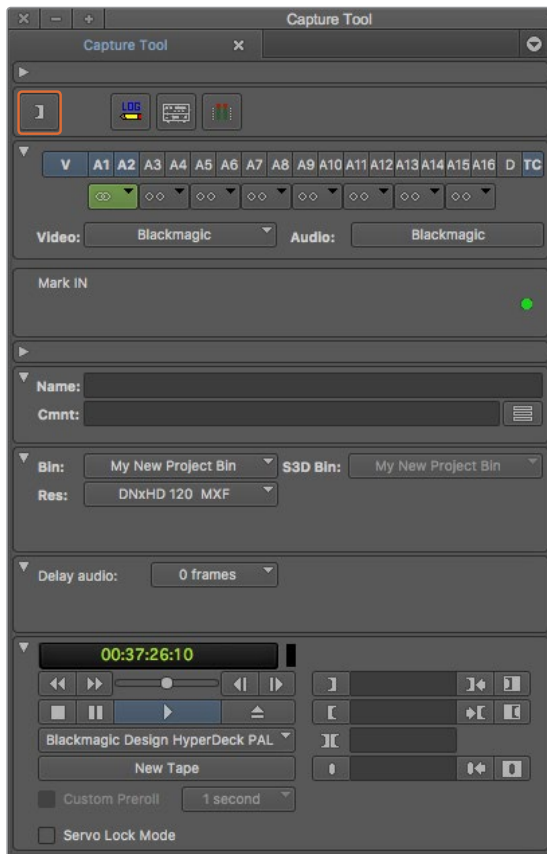 Capture Tool
Capture Tool
LOG
V A1 A2 A3 A4 A5 A6 A7 A8 A9 A10 A11 A12 A13 A14 A15 A16 D TC
Video: Blackmagic Audio: Blackmagic
Mark IN
Name:
Cmnt:
Bin: My New Project Bin S3D Bin: My New Project Bin
Res: DNxHD 120 MXF
Delay audio: 0 frames
00:37:26:10
Blackmagic Design HyperDeck PAL
New Tape
Custom Preroll 1 second
Servo Lock Mode